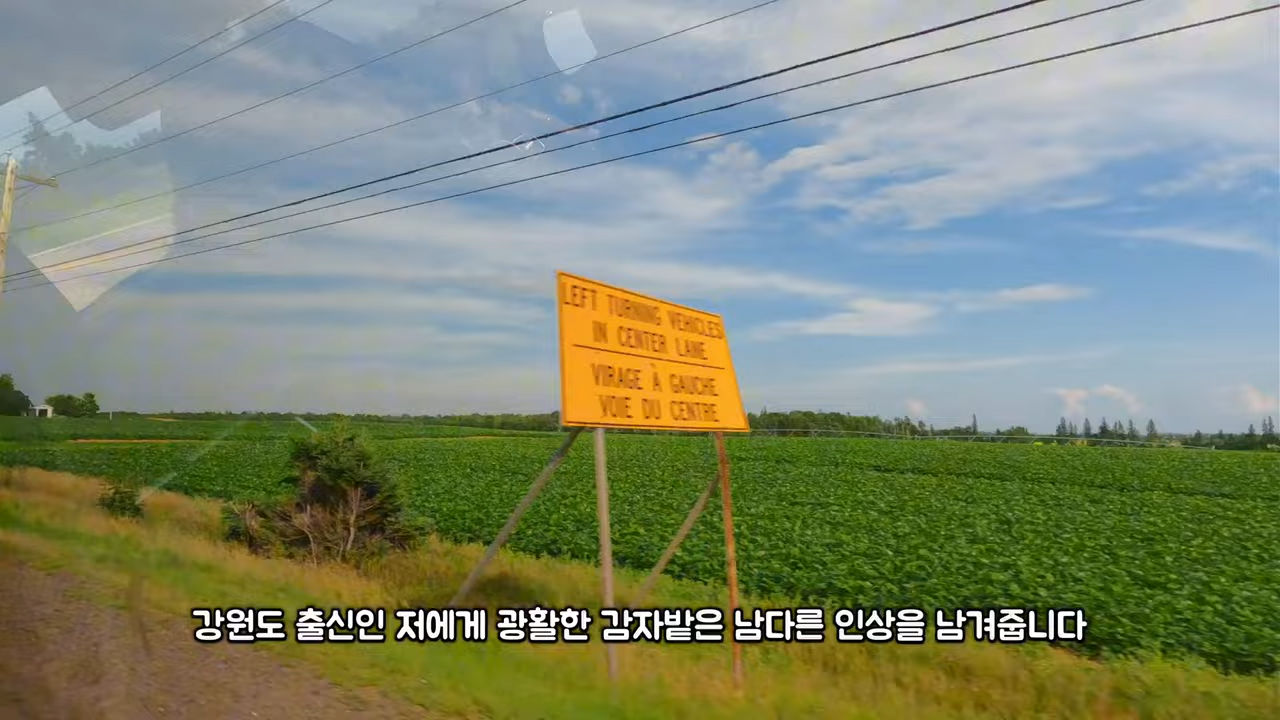 LEFT TURNING VEHICLES
IN CENTER LANE
VIRAGE À GAUCHE
VOIE DU CENTRE
강원도 출신인 저에게 광활한 감자밭은 남다른 인상을 남겨줍니다